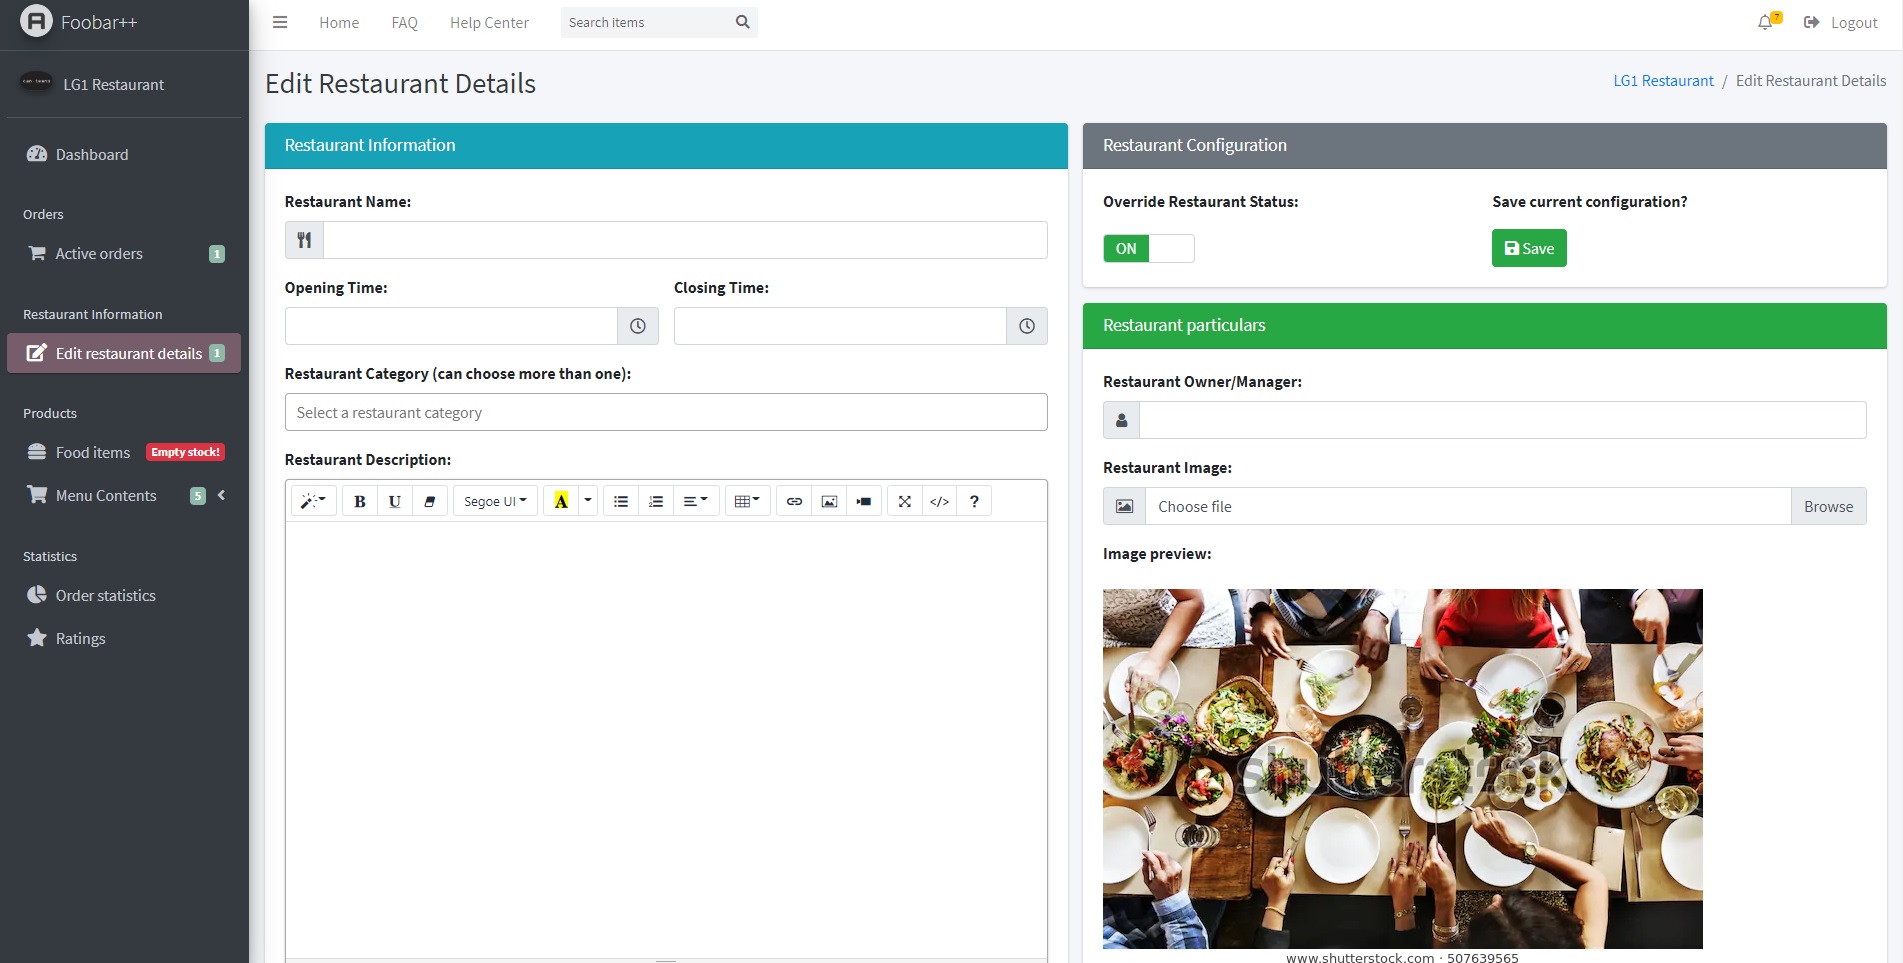 Foobar++
Home
FAQ
Help Center
Search items
7
Logout
LG1 Restaurant
Dashboard
Orders
Active orders 1
Restaurant Information
Edit restaurant details 1
Products
Food items Empty stock!
Menu Contents 5
Statistics
Order statistics
Ratings
Edit Restaurant Details
LG1 Restaurant / Edit Restaurant Details
Restaurant Information
Restaurant Name:
Opening Time:
Closing Time:
Restaurant Category (can choose more than one):
Select a restaurant category
Restaurant Description:
B U Segoe UI A </> ?
Restaurant Configuration
Override Restaurant Status:
ON
Save current configuration?
Save
Restaurant particulars
Restaurant Owner/Manager:
Restaurant Image:
Choose file
Browse
Image preview:
shutterstock
www.shutterstock.com · 507639565